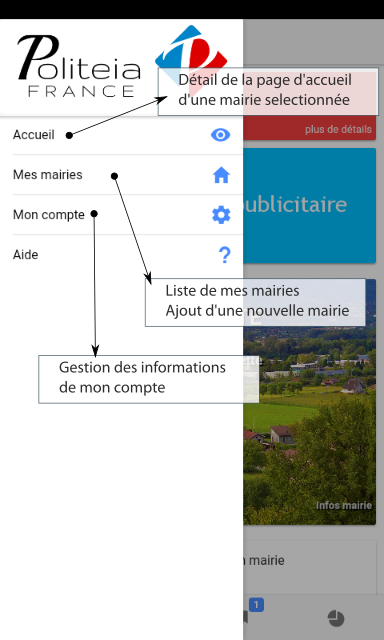 Politeia
FRANCE
Détail de la page d'accueil
d'une mairie selectionnée
plus de détails
Accueil
Mes mairies
Mon compte
Aide
?
publicitaire
Liste de mes mairies
Ajout d'une nouvelle mairie
Gestion des informations
de mon compte
Infos mairie
mairie
1